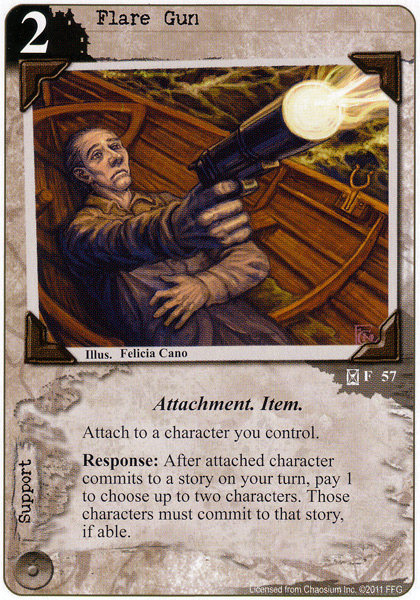 2
Flare Gun
Illus. Felicia Cano
F 57
Attachment. Item.
Attach to a character you control.
Response: After attached character
commits to a story on your turn, pay 1
to choose up to two characters. Those
characters must commit to that story,
if able.
Support
Licensed from Chaosium Inc. ©2011 FFG